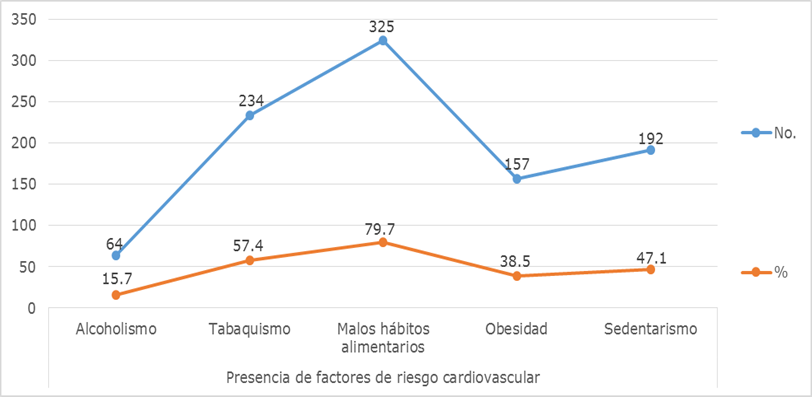 350
300
250
200
150
100
50
0
64
234
325
157
192
15.7
57.4
79.7
38.5
47.1
No.
%
Alcoholismo
Tabaquismo
Malos hábitos
alimentarios
Obesidad
Sedentarismo
Presencia de factores de riesgo cardiovascular